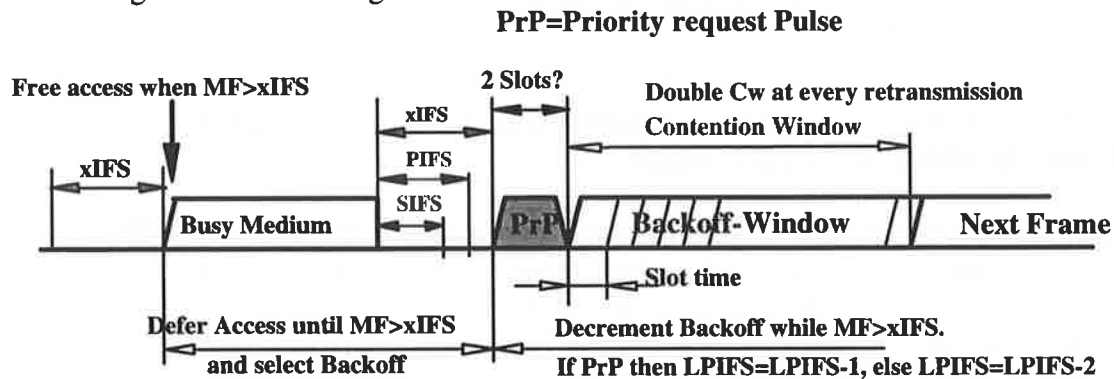 PrP=Priority request Pulse
2 Slots?
Free access when MF>xIFS
Double Cw at every retransmission
Contention Window
xIFS
PIFS
xIFS
SIFS
Busy Medium
PrP
Backoff-Window
Next Frame
Slot time
Defer Access until MF>xIFS
and select Backoff
Decrement Backoff while MF>xIFS.
If PrP then LPIFS=LPIFS-1, else LPIFS=LPIFS-2